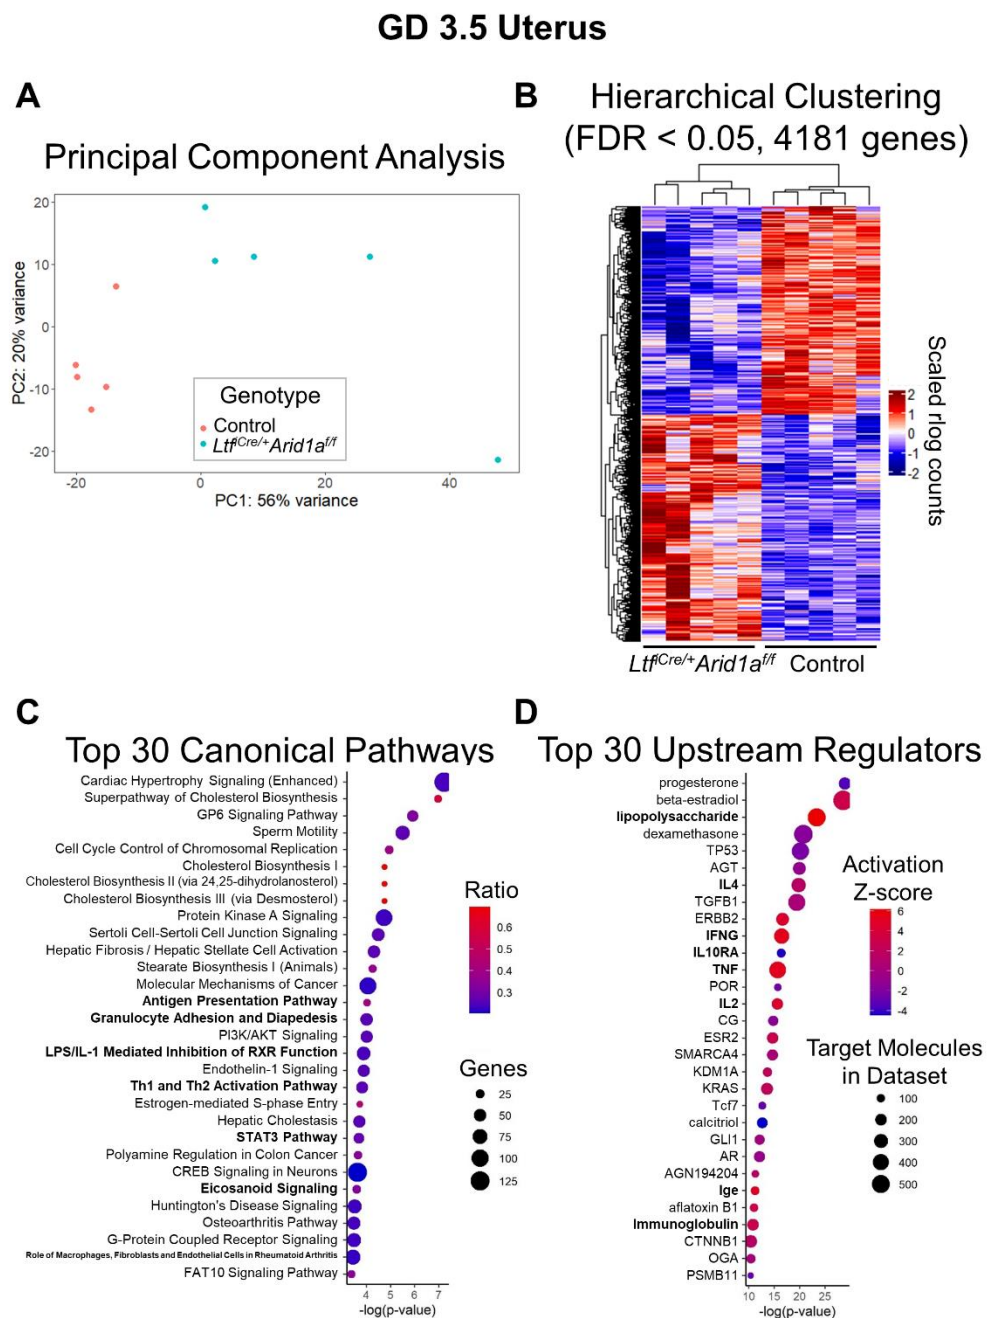 GD 3.5 Uterus
A
Principal Component Analysis
20
10
0
-10
-20
PC2: 20% variance
-20
0
20
40
PC1: 56% variance
Genotype
Control
Ltf^iCre/+Arid1a^f/f
B
Hierarchical Clustering
(FDR < 0.05, 4181 genes)
Scaled rlog counts
2
1
0
-1
-2
Ltf^iCre/+Arid1a^f/f
Control
C
Top 30 Canonical Pathways
Cardiac Hypertrophy Signaling (Enhanced)
Superpathway of Cholesterol Biosynthesis
GP6 Signaling Pathway
Sperm Motility
Cell Cycle Control of Chromosomal Replication
Cholesterol Biosynthesis I
Cholesterol Biosynthesis II (via 24,25-dihydrolanosterol)
Cholesterol Biosynthesis III (via Desmosterol)
Protein Kinase A Signaling
Sertoli Cell-Sertoli Cell Junction Signaling
Hepatic Fibrosis / Hepatic Stellate Cell Activation
Stearate Biosynthesis I (Animals)
Molecular Mechanisms of Cancer
Antigen Presentation Pathway
Granulocyte Adhesion and Diapedesis
PI3K/AKT Signaling
LPS/IL-1 Mediated Inhibition of RXR Function
Endothelin-1 Signaling
Th1 and Th2 Activation Pathway
Estrogen-mediated S-phase Entry
Hepatic Cholestasis
STAT3 Pathway
Polyamine Regulation in Colon Cancer
CREB Signaling in Neurons
Eicosanoid Signaling
Huntington's Disease Signaling
Osteoarthritis Pathway
G-Protein Coupled Receptor Signaling
Role of Macrophages, Fibroblasts and Endothelial Cells in Rheumatoid Arthritis
FAT10 Signaling Pathway
4
5
6
7
-log(p-value)
Ratio
0.6
0.5
0.4
0.3
Genes
25
50
75
100
125
D
Top 30 Upstream Regulators
progesterone
beta-estradiol
lipopolysaccharide
dexamethasone
TP53
AGT
IL4
TGFB1
ERBB2
IFNG
IL10RA
TNF
POR
IL2
CG
ESR2
SMARCA4
KDM1A
KRAS
Tcf7
calcitriol
GLI1
AR
AGN194204
Ige
aflatoxin B1
Immunoglobulin
CTNNB1
OGA
PSMB11
10
15
20
25
-log(p-value)
Activation
Z-score
6
4
2
0
-2
-4
Target Molecules
in Dataset
100
200
300
400
500